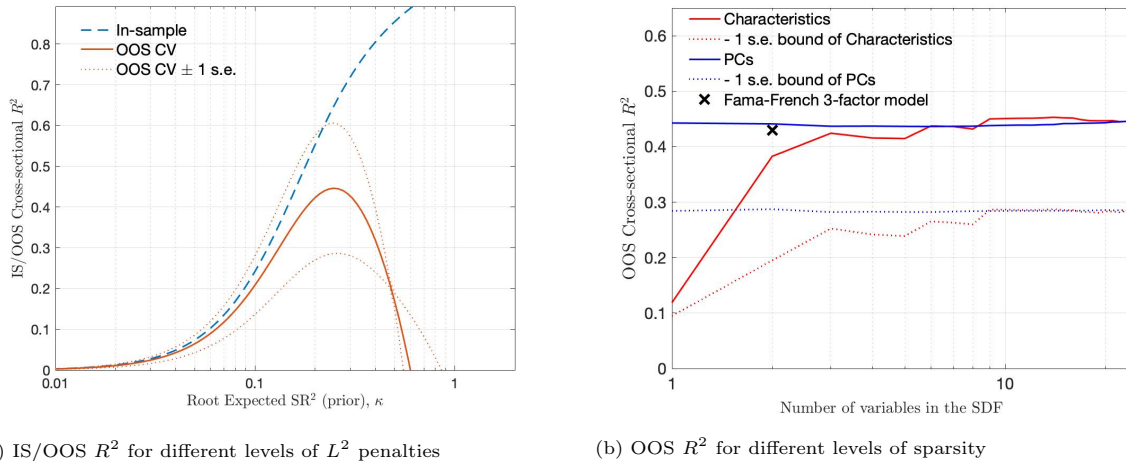 In-sample
OOS CV
OOS CV ± 1 s.e.
IS/OOS Cross-sectional R²
0.8
0.7
0.6
0.5
0.4
0.3
0.2
0.1
0
0.01
0.1
1
Root Expected SR² (prior), κ
) IS/OOS R² for different levels of L² penalties
Characteristics
- 1 s.e. bound of Characteristics
PCs
- 1 s.e. bound of PCs
Fama-French 3-factor model
OOS Cross-sectional R²
0.6
0.5
0.4
0.3
0.2
0.1
0
1
10
Number of variables in the SDF
(b) OOS R² for different levels of sparsity